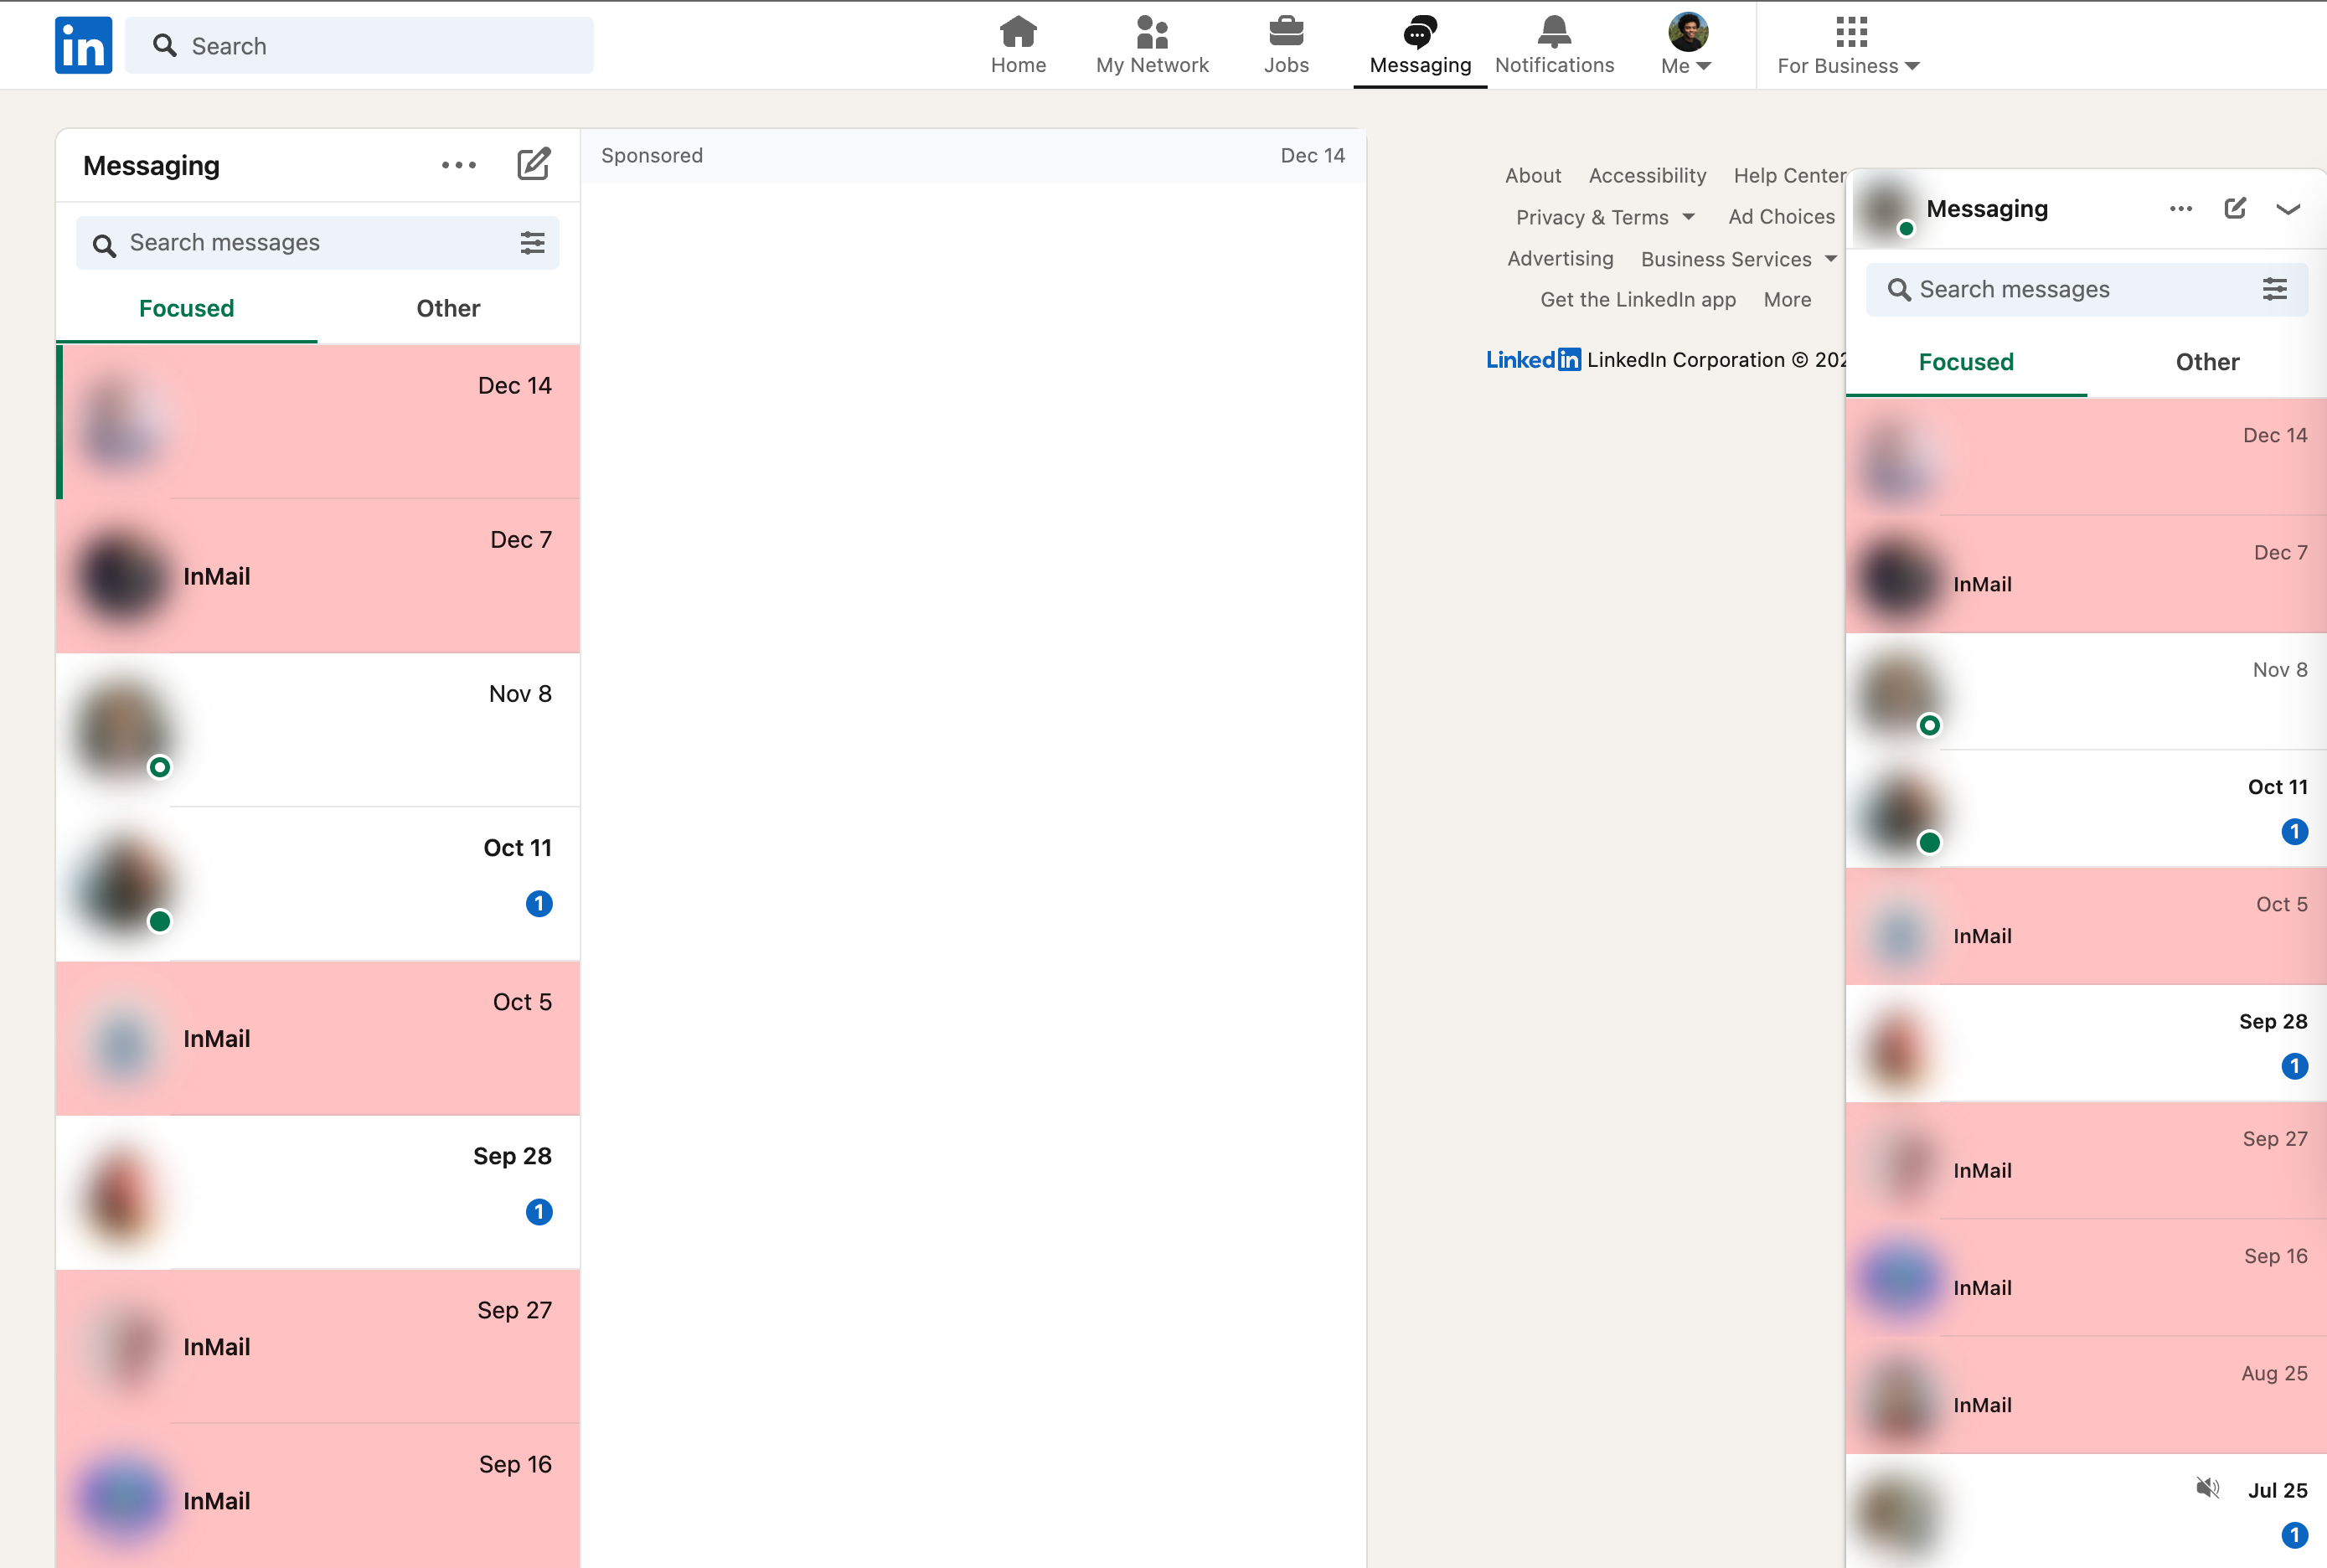 in
Search
Home
My Network
Jobs
Messaging
Notifications
Me
For Business
Messaging
Search messages
Focused
Other
Dec 14
Dec 7
InMail
Nov 8
Oct 11
1
Oct 5
InMail
Sep 28
1
Sep 27
InMail
Sep 16
InMail
Sponsored
Dec 14
About
Accessibility
Help Center
Privacy & Terms
Ad Choices
Advertising
Business Services
Get the LinkedIn app
More
LinkedIn LinkedIn Corporation © 202
Messaging
Search messages
Focused
Other
Dec 14
Dec 7
InMail
Nov 8
Oct 11
1
Oct 5
InMail
Sep 28
1
Sep 27
InMail
Sep 16
InMail
Aug 25
InMail
Jul 25
1